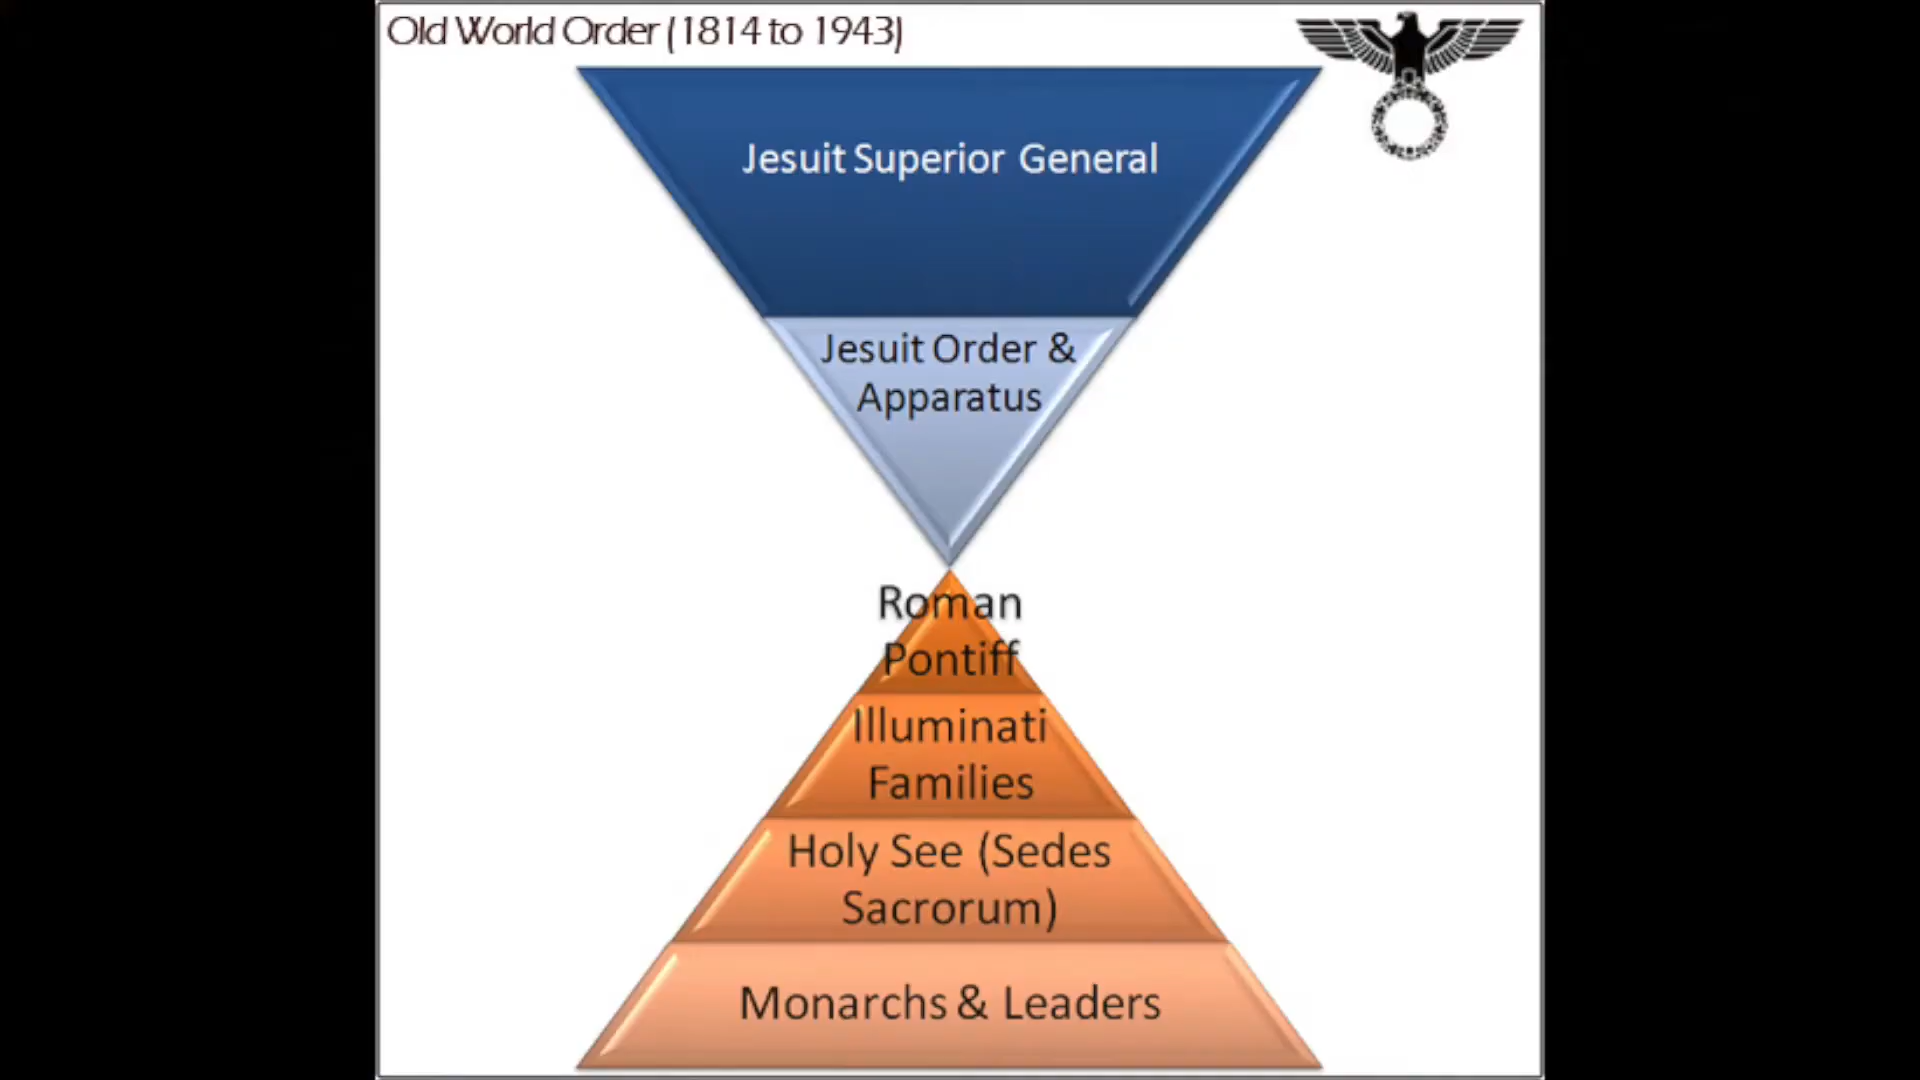 Old World Order (1814 to 1943)
Jesuit Superior General
Jesuit Order &
Apparatus
Roman
Pontiff
Illuminati
Families
Holy See (Sedes
Sacrorum)
Monarchs & Leaders